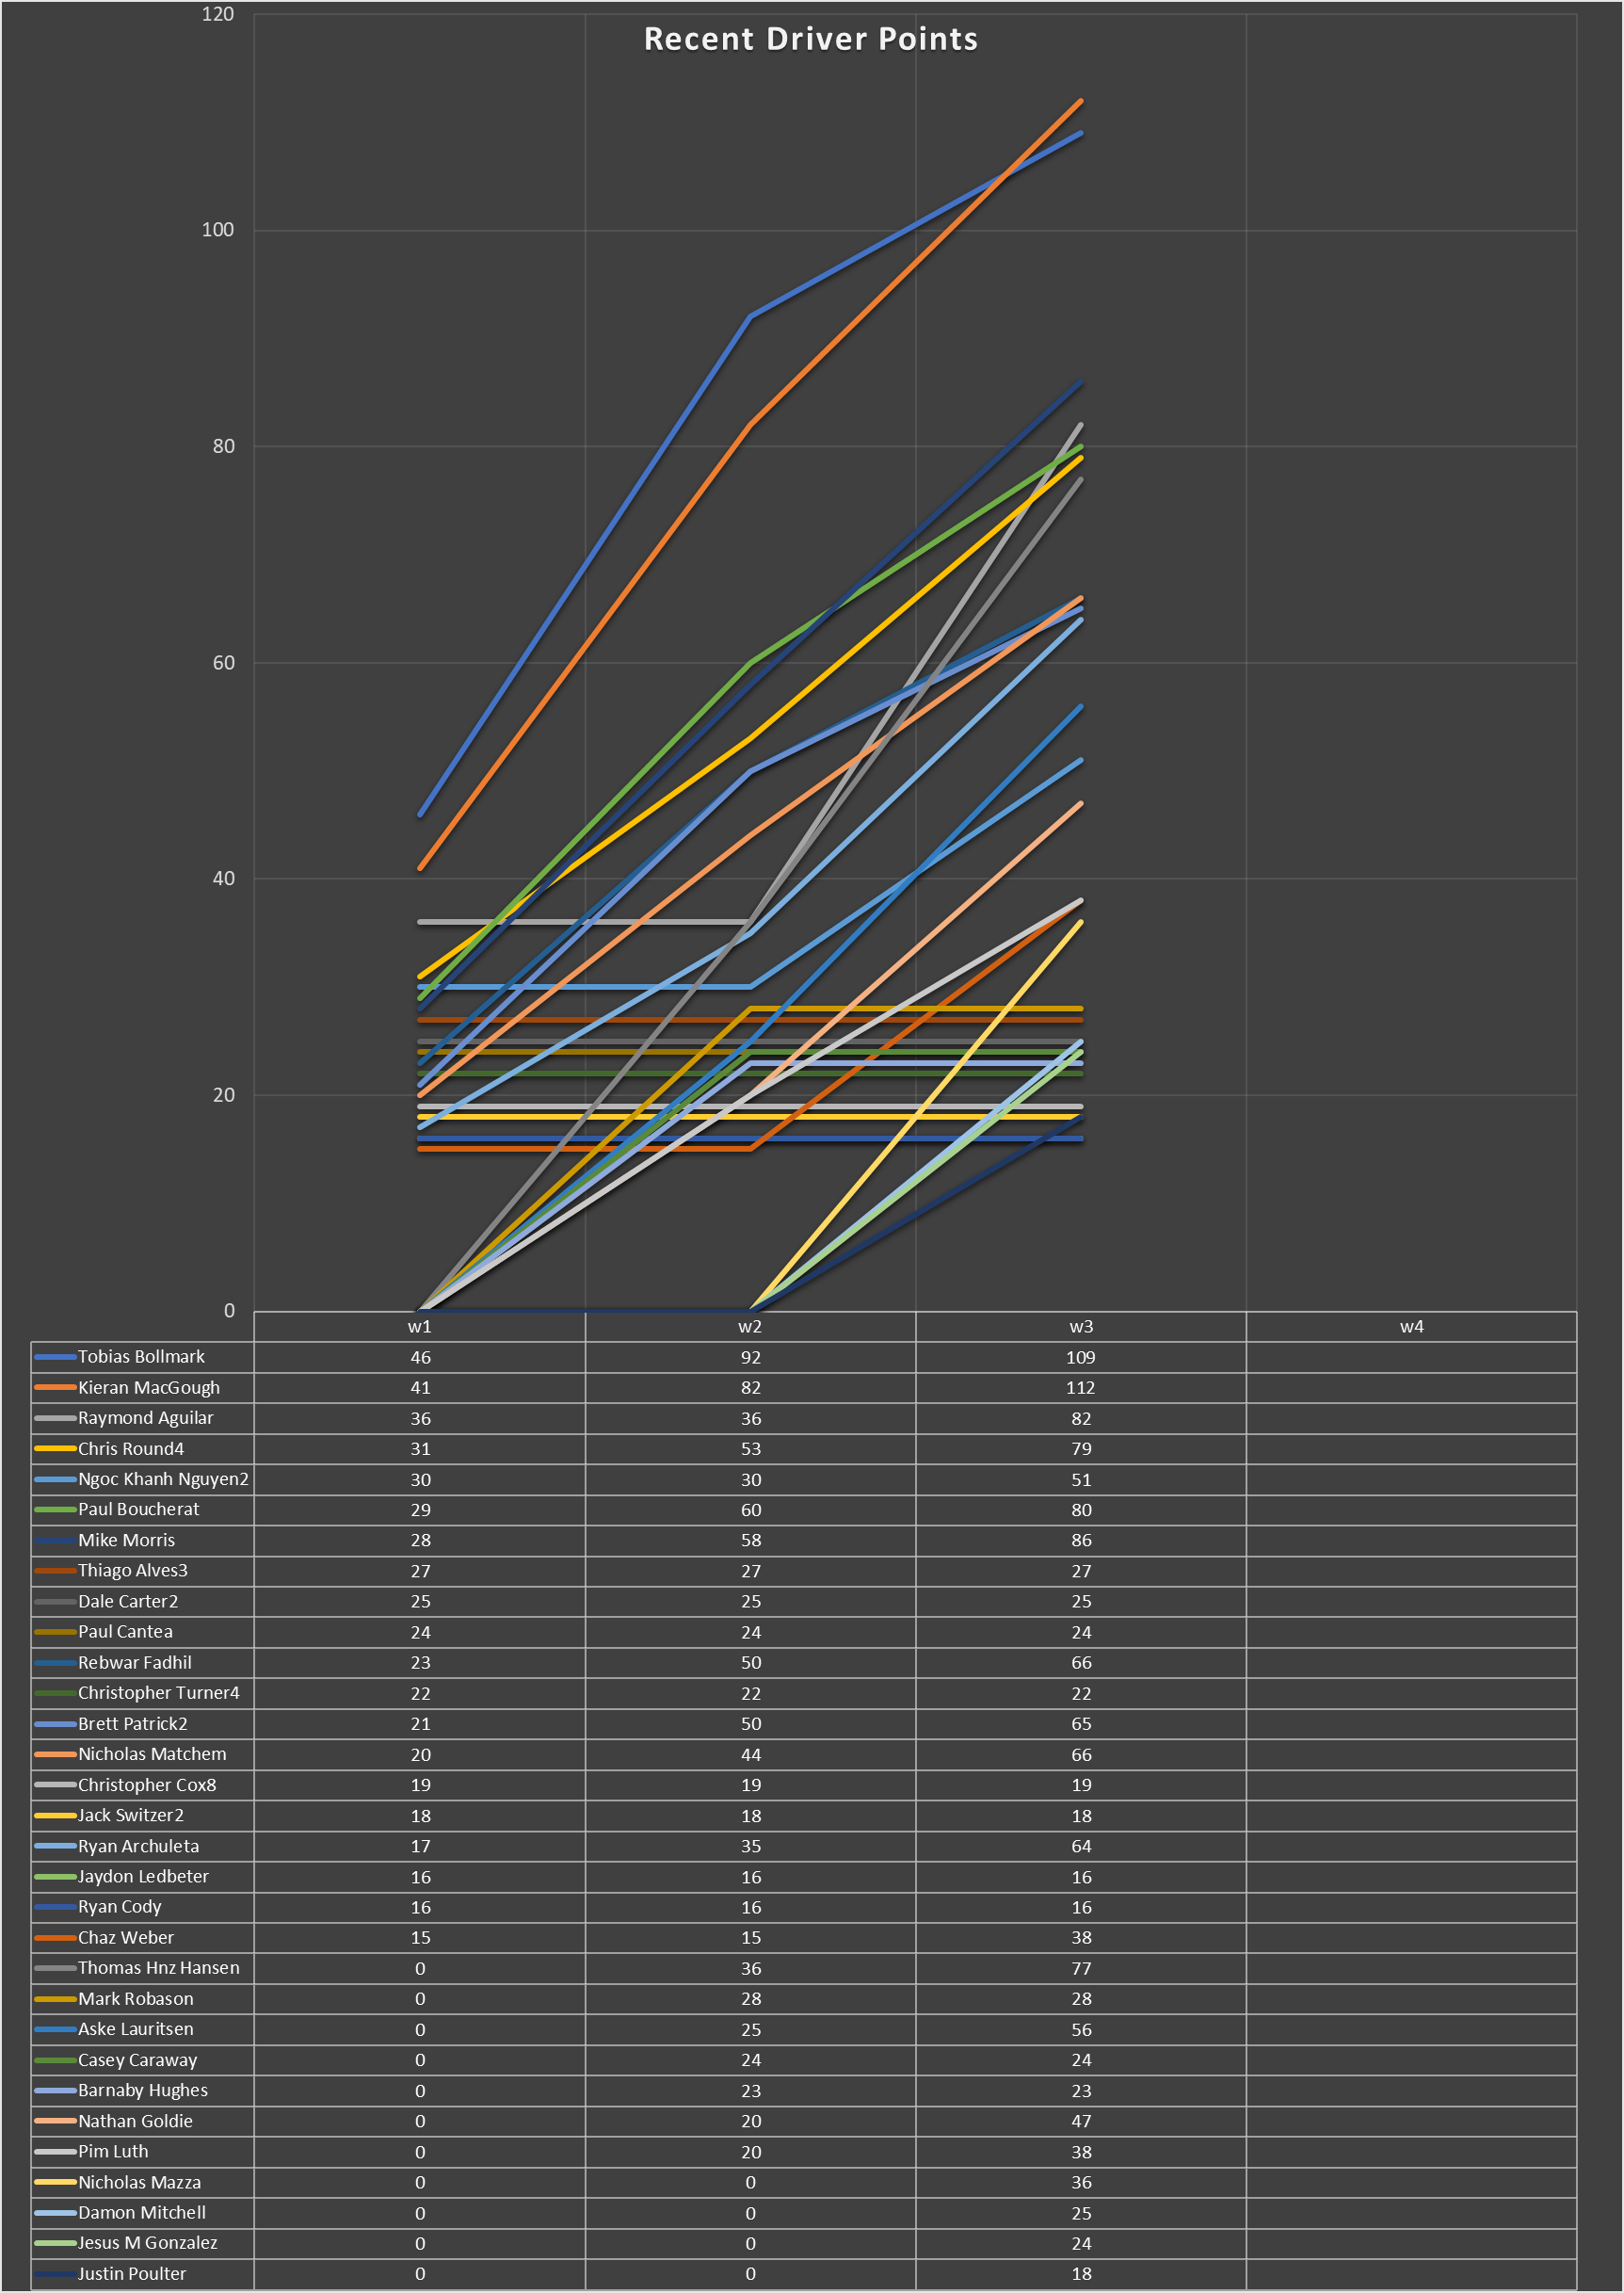 Recent Driver Points
120
100
80
60
40
20
0
w1 w2 w3 w4
Tobias Bollmark 46 92 109
Kieran MacGough 41 82 112
Raymond Aguilar 36 36 82
Chris Round4 31 53 79
Ngoc Khanh Nguyen2 30 30 51
Paul Boucherat 29 60 80
Mike Morris 28 58 86
Thiago Alves3 27 27 27
Dale Carter2 25 25 25
Paul Cantea 24 24 24
Rebwar Fadhil 23 50 66
Christopher Turner4 22 22 22
Brett Patrick2 21 50 65
Nicholas Matchem 20 44 66
Christopher Cox8 19 19 19
Jack Switzer2 18 18 18
Ryan Archuleta 17 35 64
Jaydon Ledbeter 16 16 16
Ryan Cody 16 16 16
Chaz Weber 15 15 38
Thomas Hnz Hansen 0 36 77
Mark Robason 0 28 28
Aske Lauritsen 0 25 56
Casey Caraway 0 24 24
Barnaby Hughes 0 23 23
Nathan Goldie 0 20 47
Pim Luth 0 20 38
Nicholas Mazza 0 0 36
Damon Mitchell 0 0 25
Jesus M Gonzalez 0 0 24
Justin Poulter 0 0 18